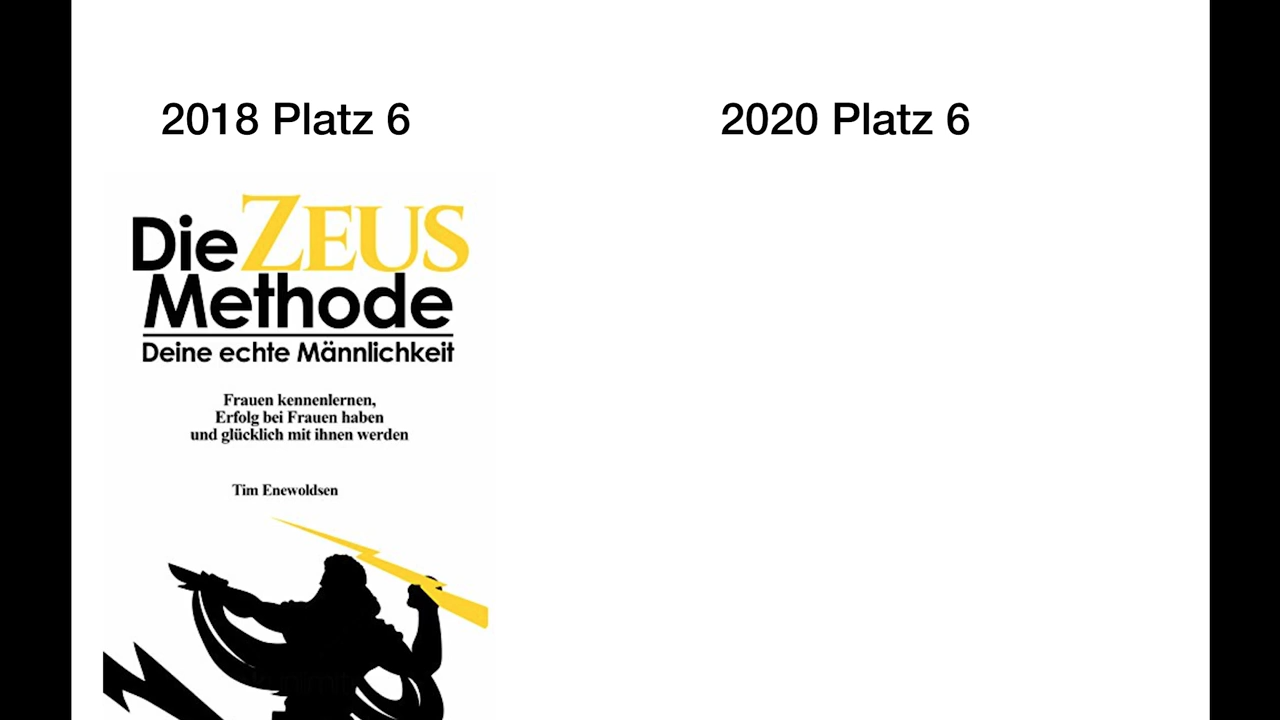 2018 Platz 6
2020 Platz 6
Die ZEUS
Methode
Deine echte Männlichkeit
Frauen kennenlernen,
Erfolg bei Frauen haben
und glücklich mit ihnen werden
Tim Enewoldsen